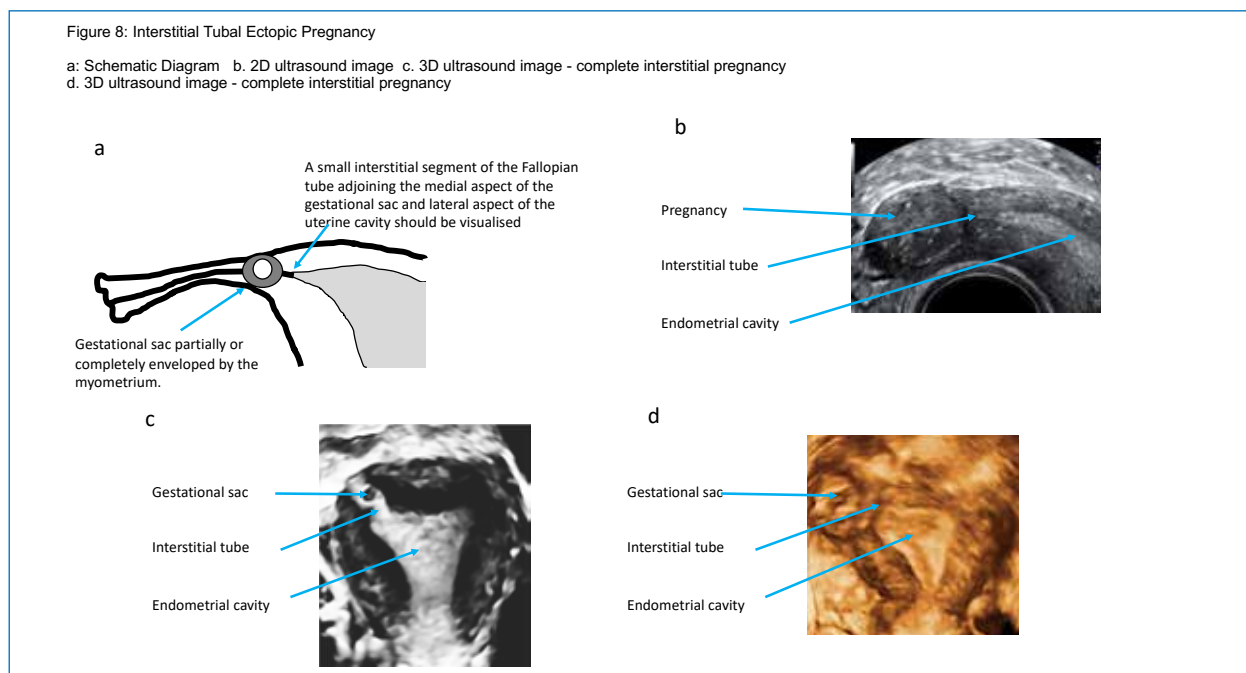 Figure 8: Interstitial Tubal Ectopic Pregnancy
a: Schematic Diagram b. 2D ultrasound image c. 3D ultrasound image - complete interstitial pregnancy
d. 3D ultrasound image - complete interstitial pregnancy
a
A small interstitial segment of the Fallopian
tube adjoining the medial aspect of the
gestational sac and lateral aspect of the
uterine cavity should be visualised
Gestational sac partially or
completely enveloped by the
myometrium.
b
Pregnancy
Interstitial tube
Endometrial cavity
c
Gestational sac
Interstitial tube
Endometrial cavity
d
Gestational sac
Interstitial tube
Endometrial cavity